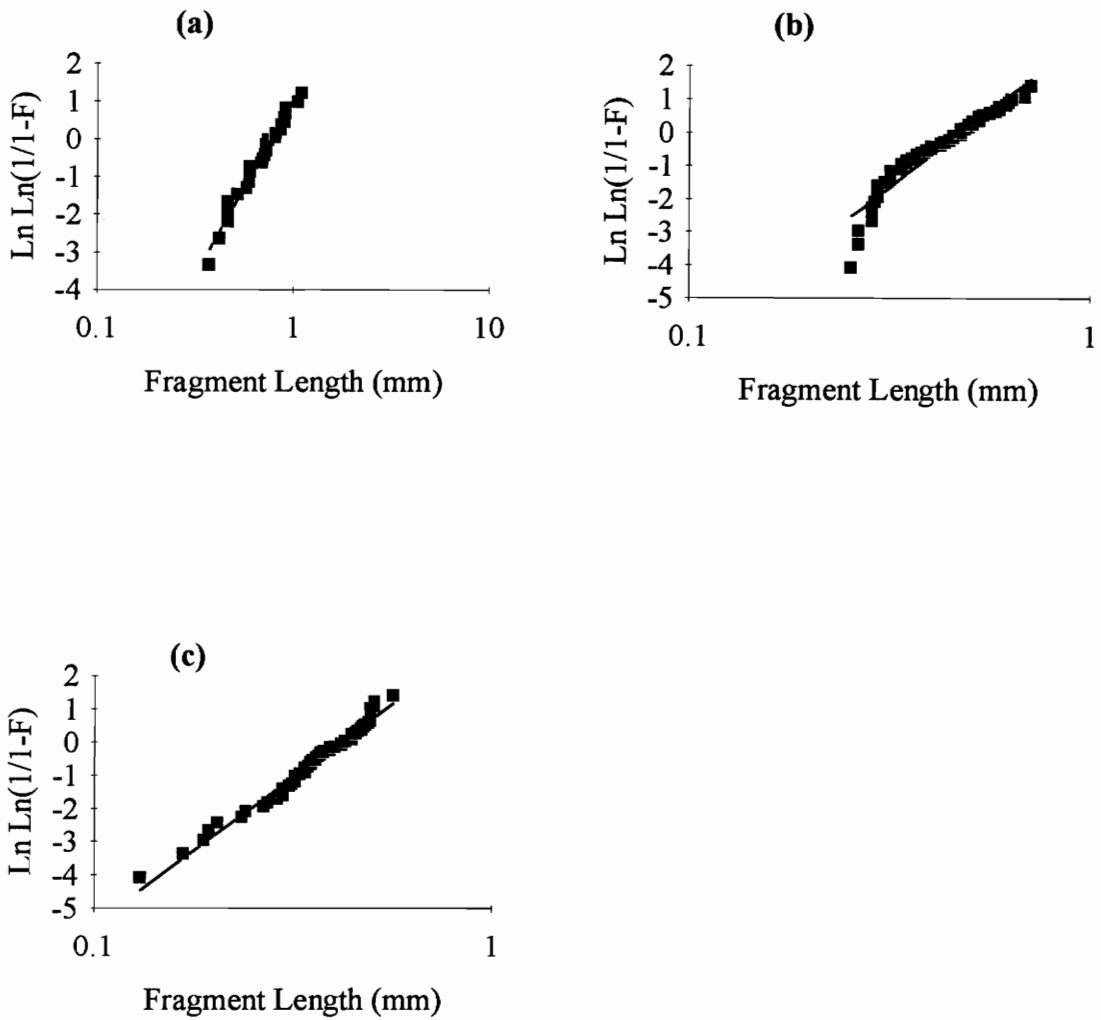 (a)
Ln Ln(1/1-F)
2
1
0
-1
-2
-3
-4
0.1 1 10
Fragment Length (mm)
(b)
Ln Ln(1/1-F)
2
1
0
-1
-2
-3
-4
-5
0.1 1
Fragment Length (mm)
(c)
Ln Ln(1/1-F)
2
1
0
-1
-2
-3
-4
-5
0.1 1
Fragment Length (mm)